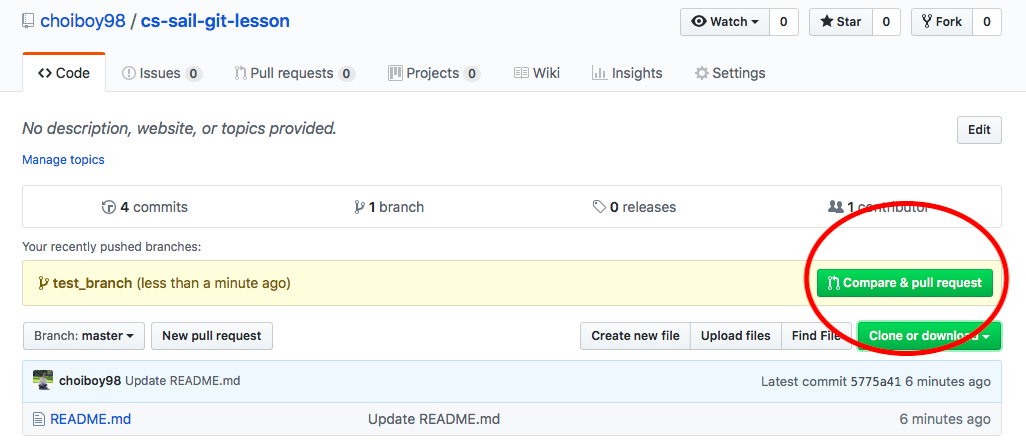 choiboy98 / cs-sail-git-lesson Watch 0 Star 0 Fork 0
Code Issues 0 Pull requests 0 Projects 0 Wiki Insights Settings
No description, website, or topics provided. Edit
Manage topics
4 commits 1 branch 0 releases 1 contributor
Your recently pushed branches:
test_branch (less than a minute ago) Compare & pull request
Branch: master New pull request Create new file Upload files Find File Clone or download
choiboy98 Update README.md Latest commit 5775a41 6 minutes ago
README.md Update README.md 6 minutes ago